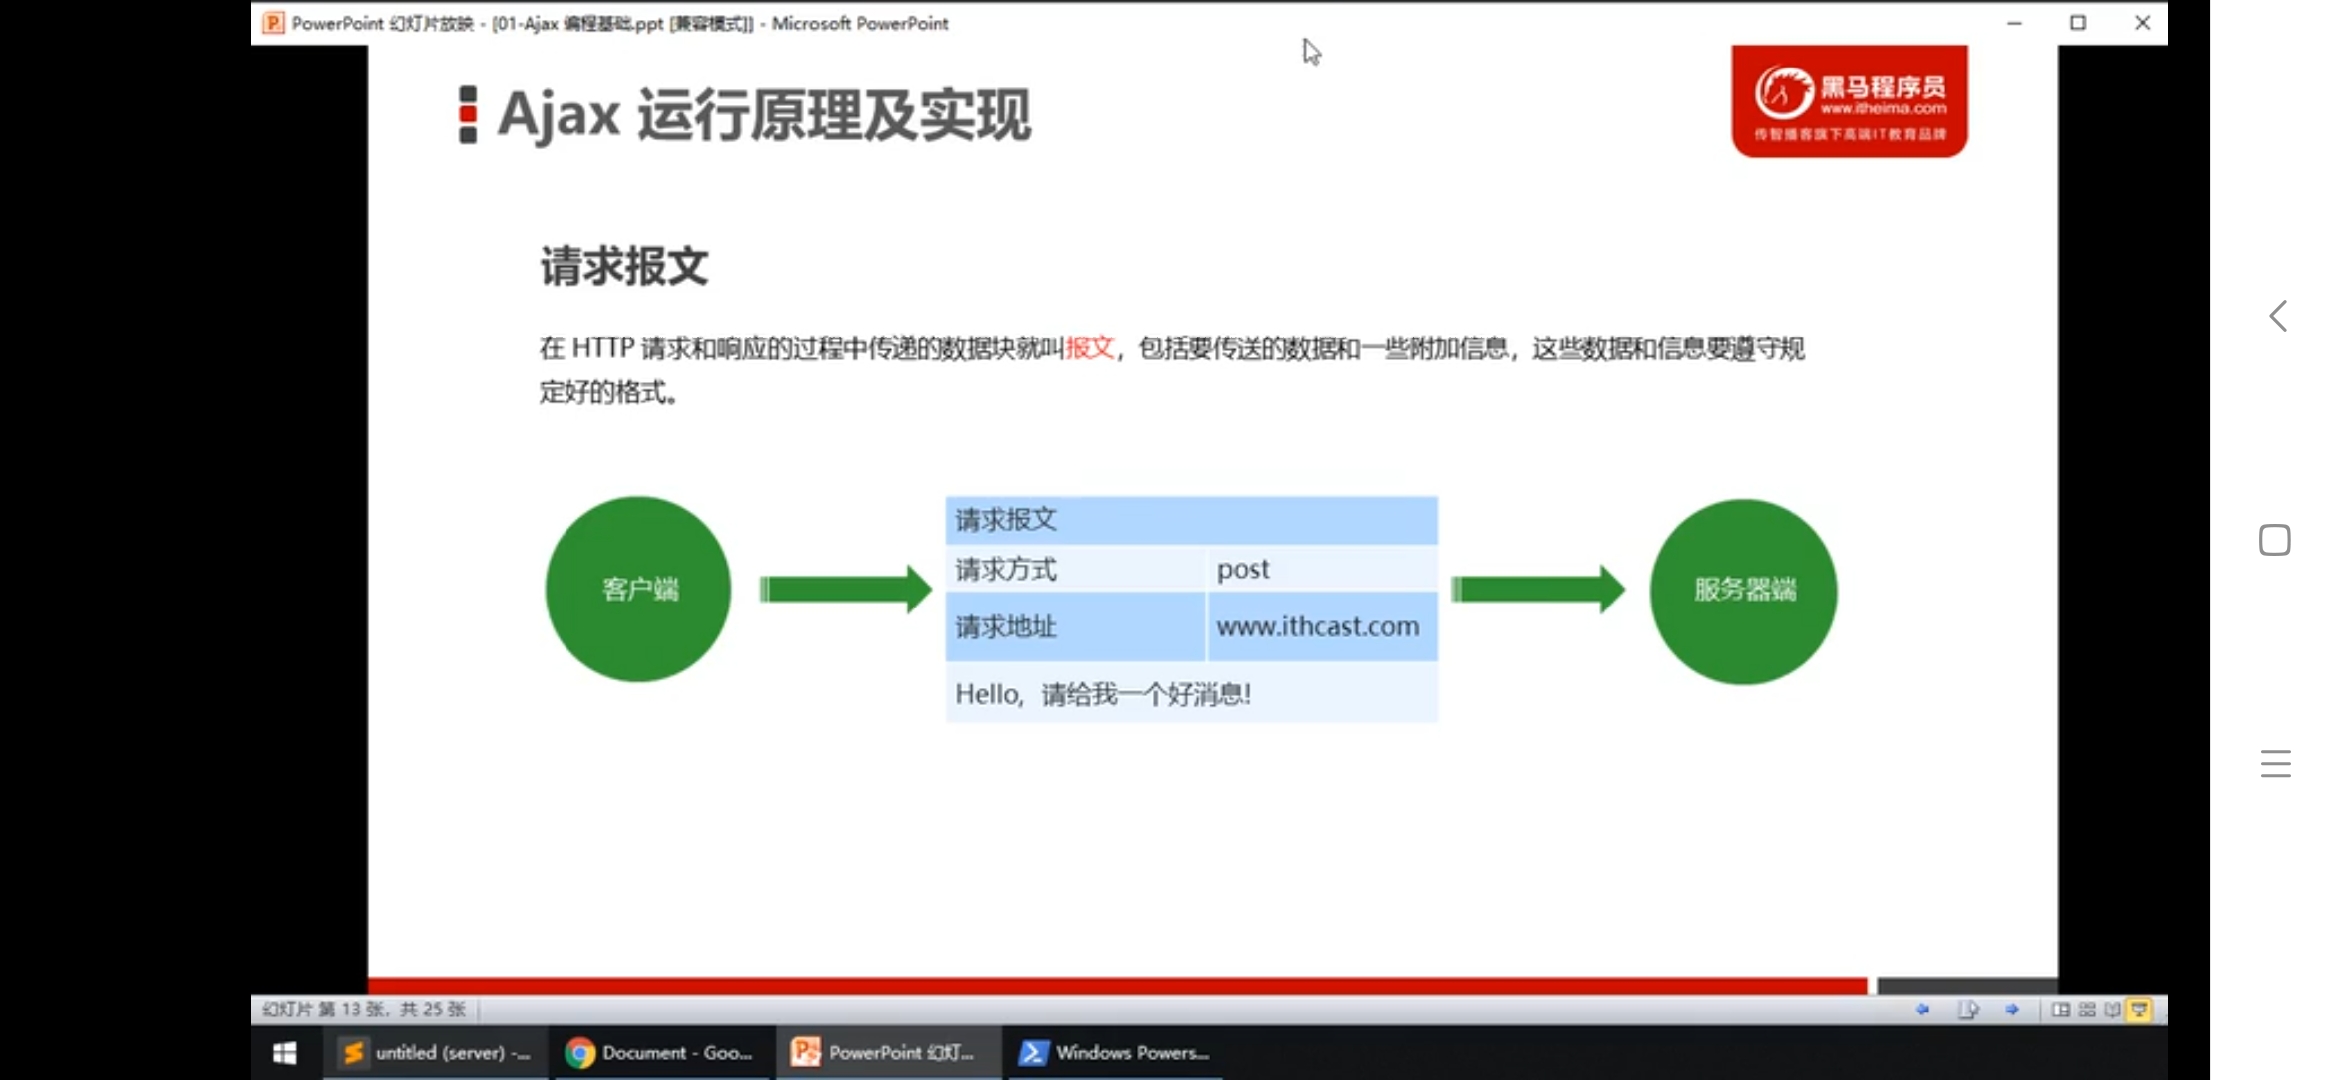 PowerPoint 幻灯片放映 - [01-Ajax 编程基础.ppt [兼容模式]] - Microsoft PowerPoint
Ajax 运行原理及实现
黑马程序员
www.itheima.com
传智播客旗下高端IT教育品牌
请求报文
在 HTTP 请求和响应的过程中传递的数据块就叫报文，包括要传送的数据和一些附加信息，这些数据和信息要遵守规
定好的格式。
客户端
请求报文
请求方式 post
请求地址 www.ithcast.com
Hello, 请给我一个好消息!
服务器端
幻灯片 第 13 张, 共 25 张
untitled (server) -...
Document - Goo...
PowerPoint 幻灯...
Windows Powers...